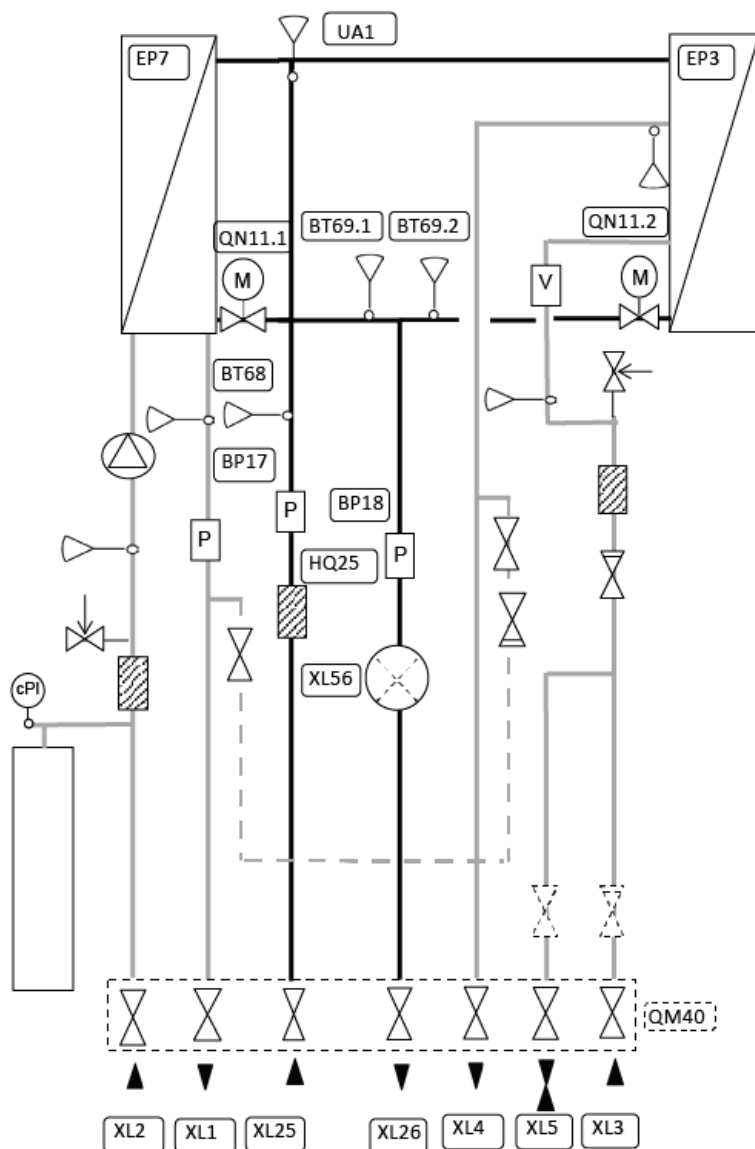 UA1
EP7
EP3
QN11.1
BT69.1
BT69.2
QN11.2
M
V
M
BT68
BP17
P
BP18
P
P
HQ25
XL56
cPI
QM40
XL2
XL1
XL25
XL26
XL4
XL5
XL3